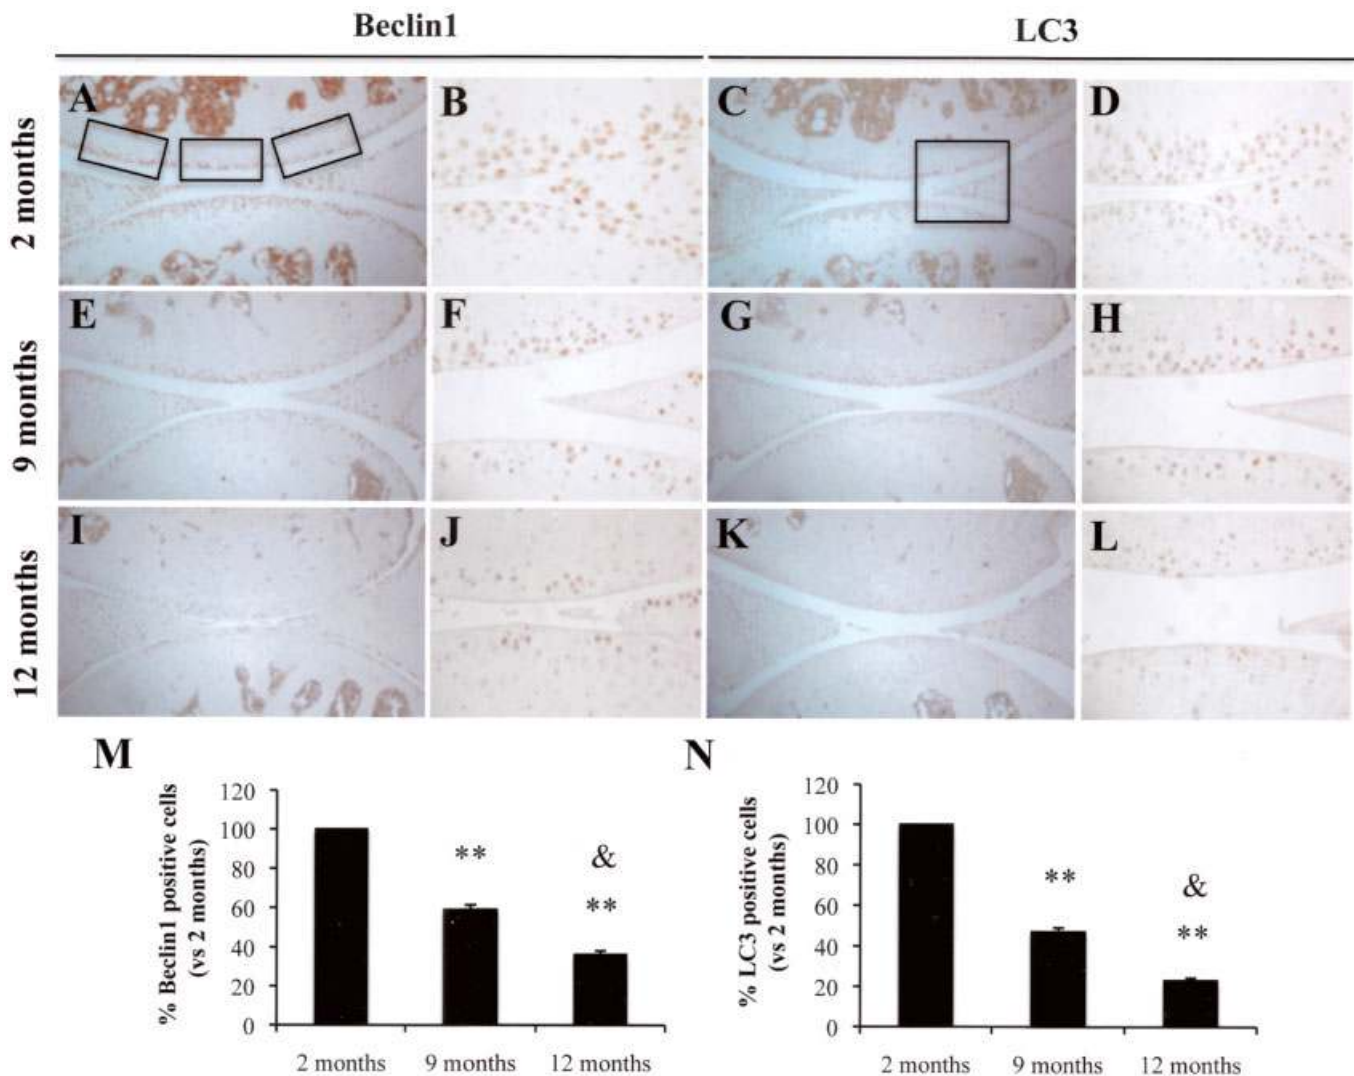 Beclin1 LC3
2 months
A B C D
9 months
E F G H
12 months
I J K L
M
% Beclin1 positive cells
(vs 2 months)
120
100
80
60
40
20
0
**
&
**
2 months 9 months 12 months
N
% LC3 positive cells
(vs 2 months)
120
100
80
60
40
20
0
**
&
**
2 months 9 months 12 months